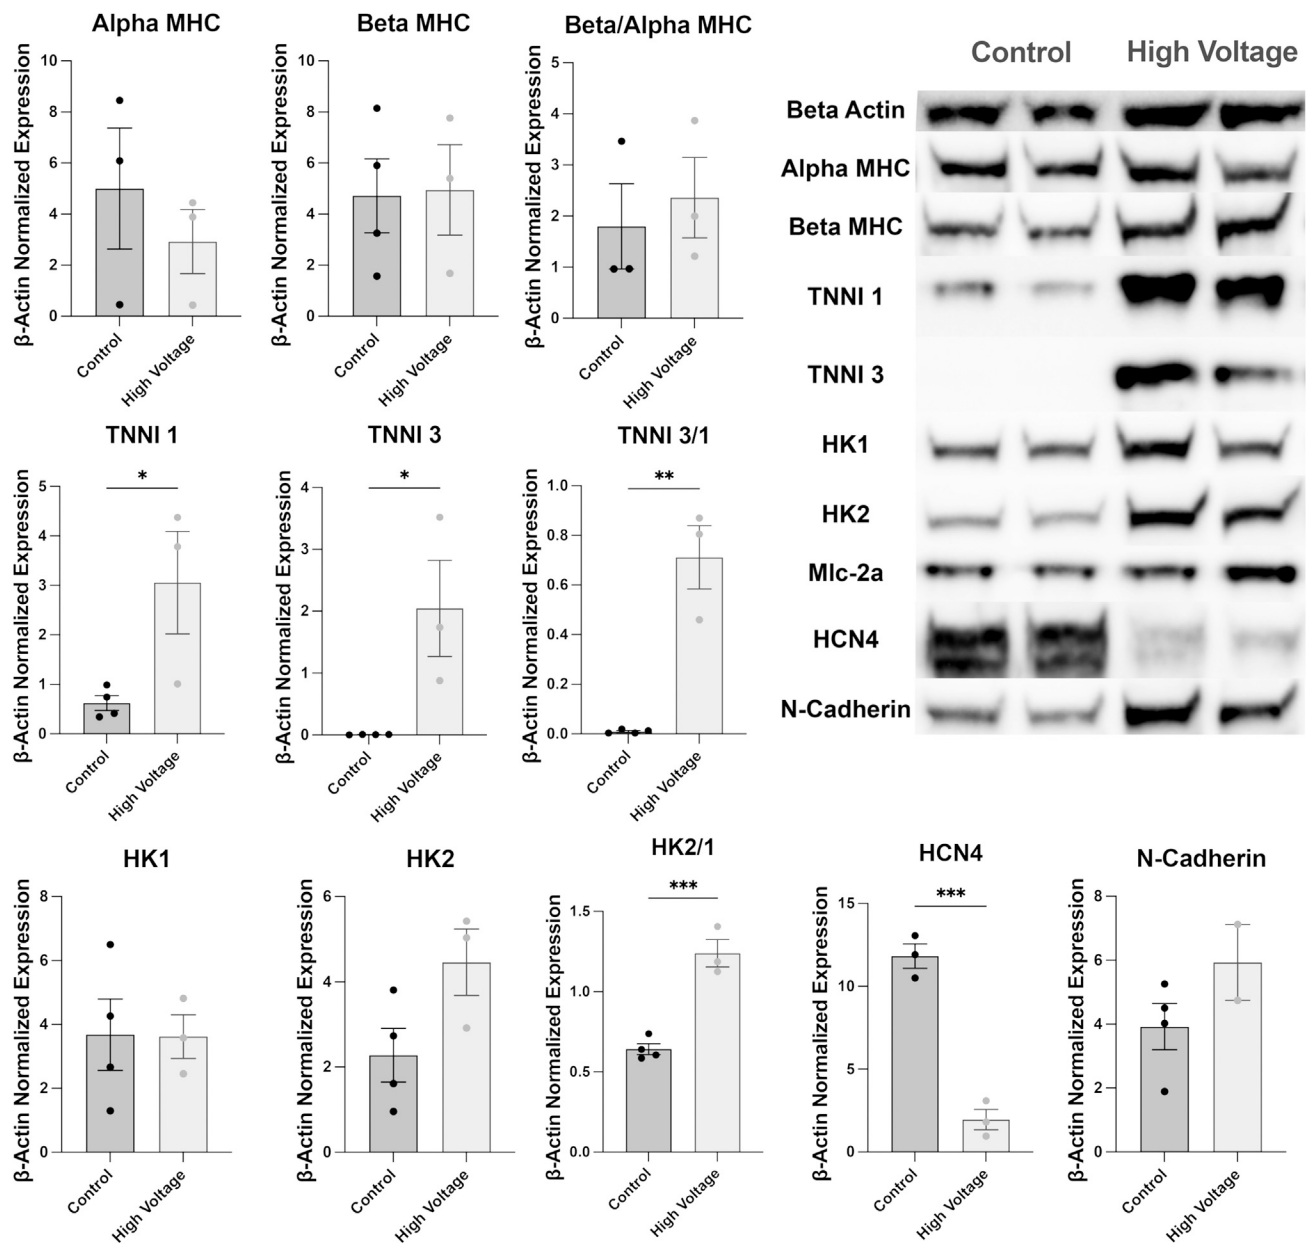 Alpha MHC
β-Actin Normalized Expression
10
8
6
4
2
0
Control
High Voltage
Beta MHC
β-Actin Normalized Expression
10
8
6
4
2
0
Control
High Voltage
Beta/Alpha MHC
β-Actin Normalized Expression
5
4
3
2
1
0
Control
High Voltage
Control
High Voltage
Beta Actin
Alpha MHC
Beta MHC
TNNI 1
TNNI 3
HK1
HK2
Mlc-2a
HCN4
N-Cadherin
TNNI 1
*
β-Actin Normalized Expression
5
4
3
2
1
0
Control
High Voltage
TNNI 3
*
β-Actin Normalized Expression
4
3
2
1
0
Control
High Voltage
TNNI 3/1
**
β-Actin Normalized Expression
1.0
0.8
0.6
0.4
0.2
0.0
Control
High Voltage
HK1
β-Actin Normalized Expression
8
6
4
2
0
Control
High Voltage
HK2
β-Actin Normalized Expression
6
4
2
0
Control
High Voltage
HK2/1
***
β-Actin Normalized Expression
1.5
1.0
0.5
0.0
Control
High Voltage
HCN4
***
β-Actin Normalized Expression
15
10
5
0
Control
High Voltage
N-Cadherin
β-Actin Normalized Expression
8
6
4
2
0
Control
High Voltage